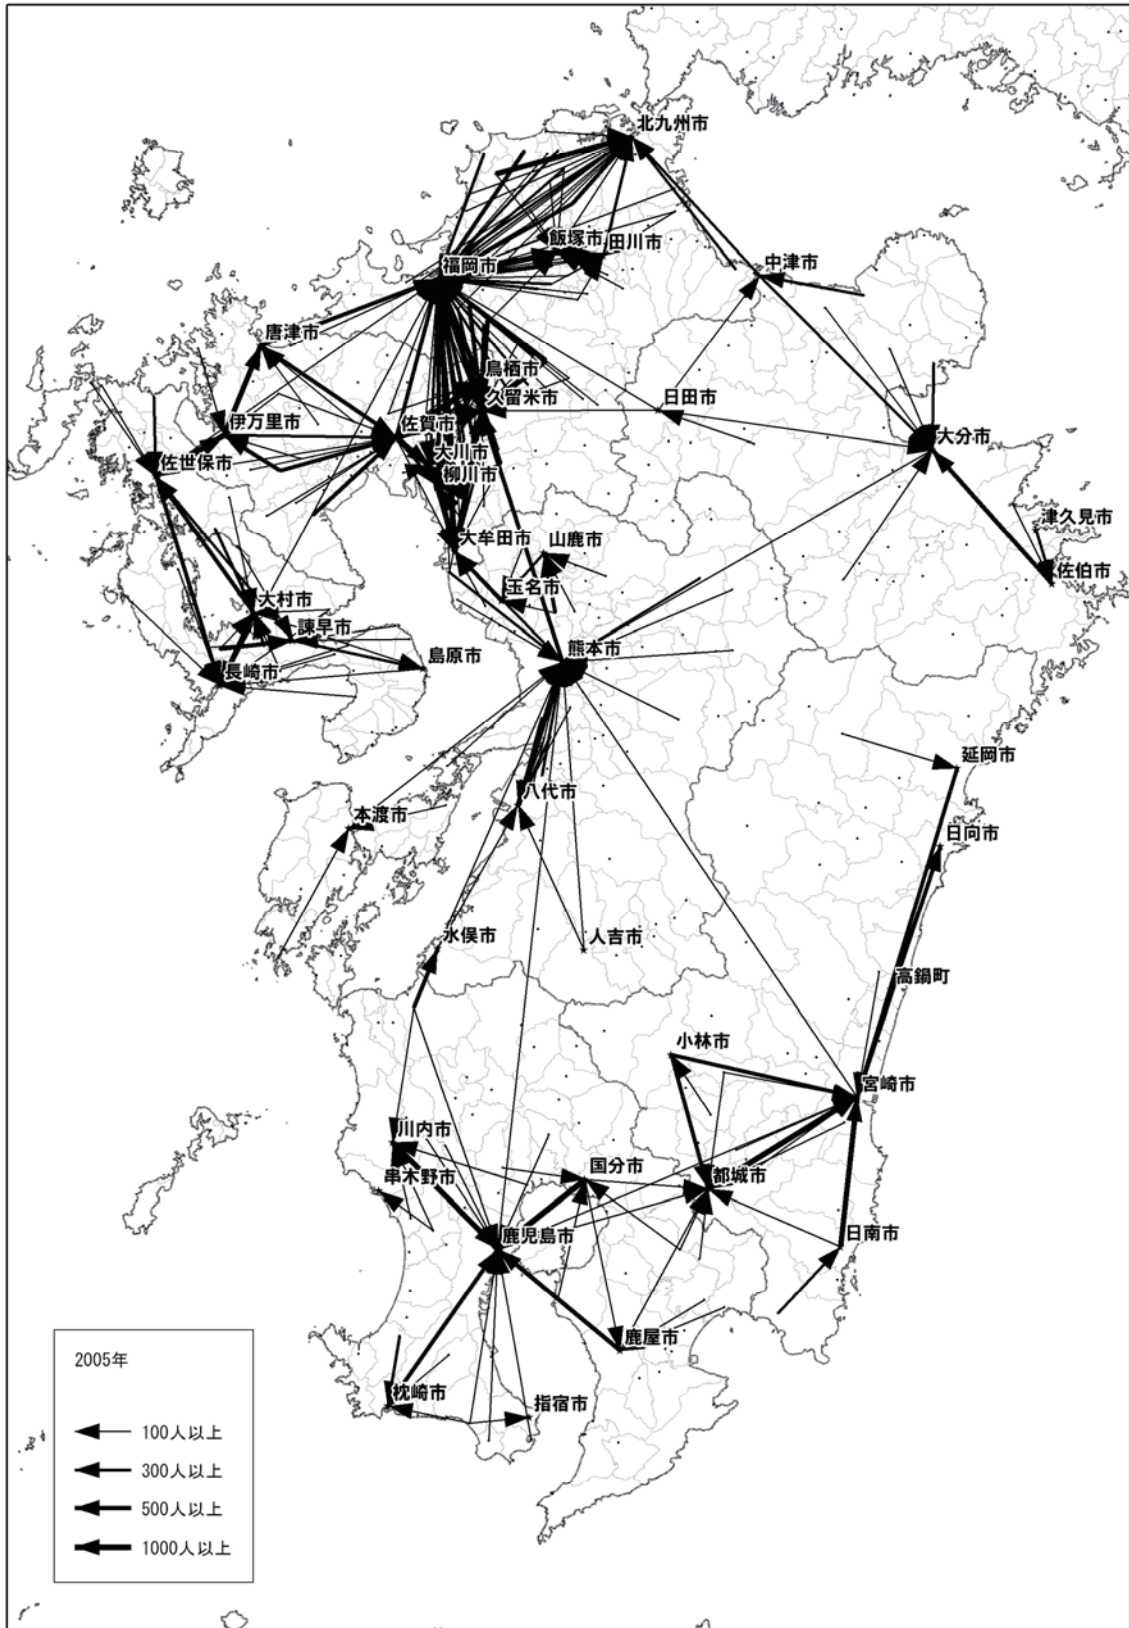 北九州市
飯塚市
田川市
福岡市
中津市
唐津市
鳥栖市
久留米市
日田市
伊万里市
佐賀市
大分市
大川市
佐世保市
柳川市
津久見市
大牟田市
山鹿市
佐伯市
玉名市
大村市
諫早市
熊本市
島原市
長崎市
延岡市
八代市
本渡市
日向市
水俣市
人吉市
高鍋町
小林市
宮崎市
川内市
国分市
串木野市
都城市
鹿児島市
日南市
鹿屋市
枕崎市
指宿市
2005年
100人以上
300人以上
500人以上
1000人以上